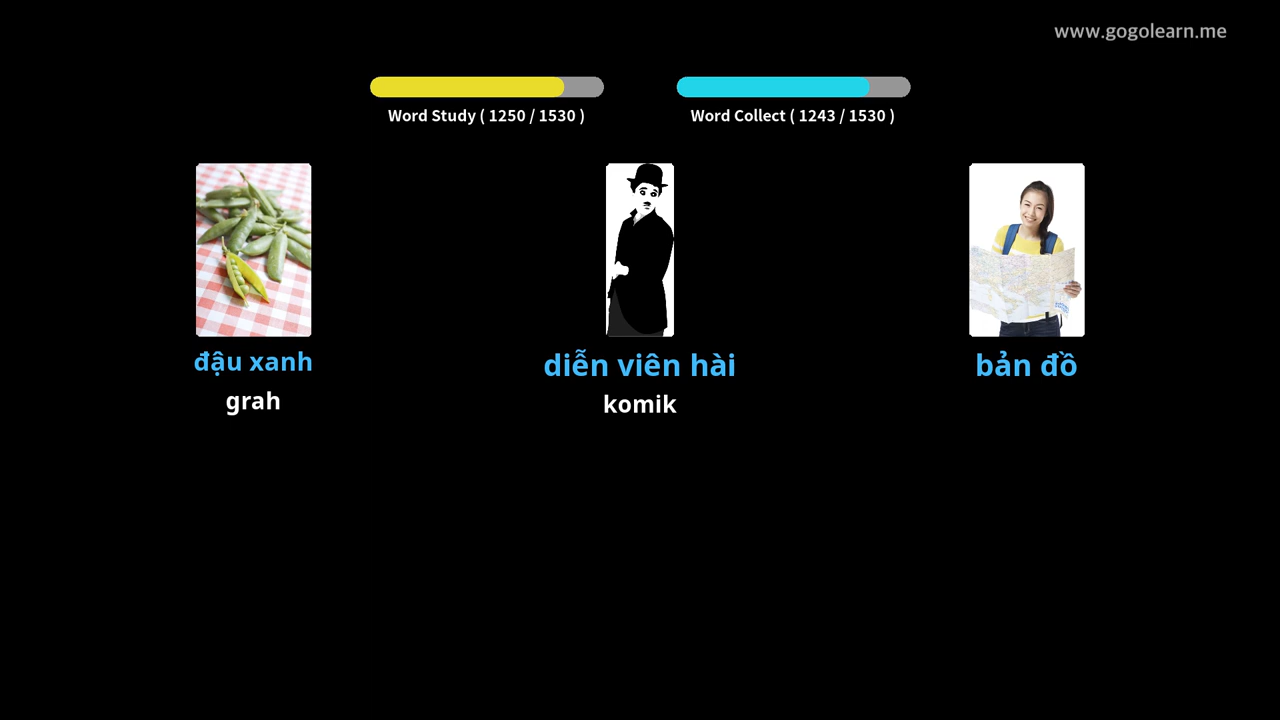 www.gogolearn.me
Word Study ( 1250 / 1530 )
Word Collect ( 1243 / 1530 )
đậu xanh
grah
diễn viên hài
komik
bản đồ